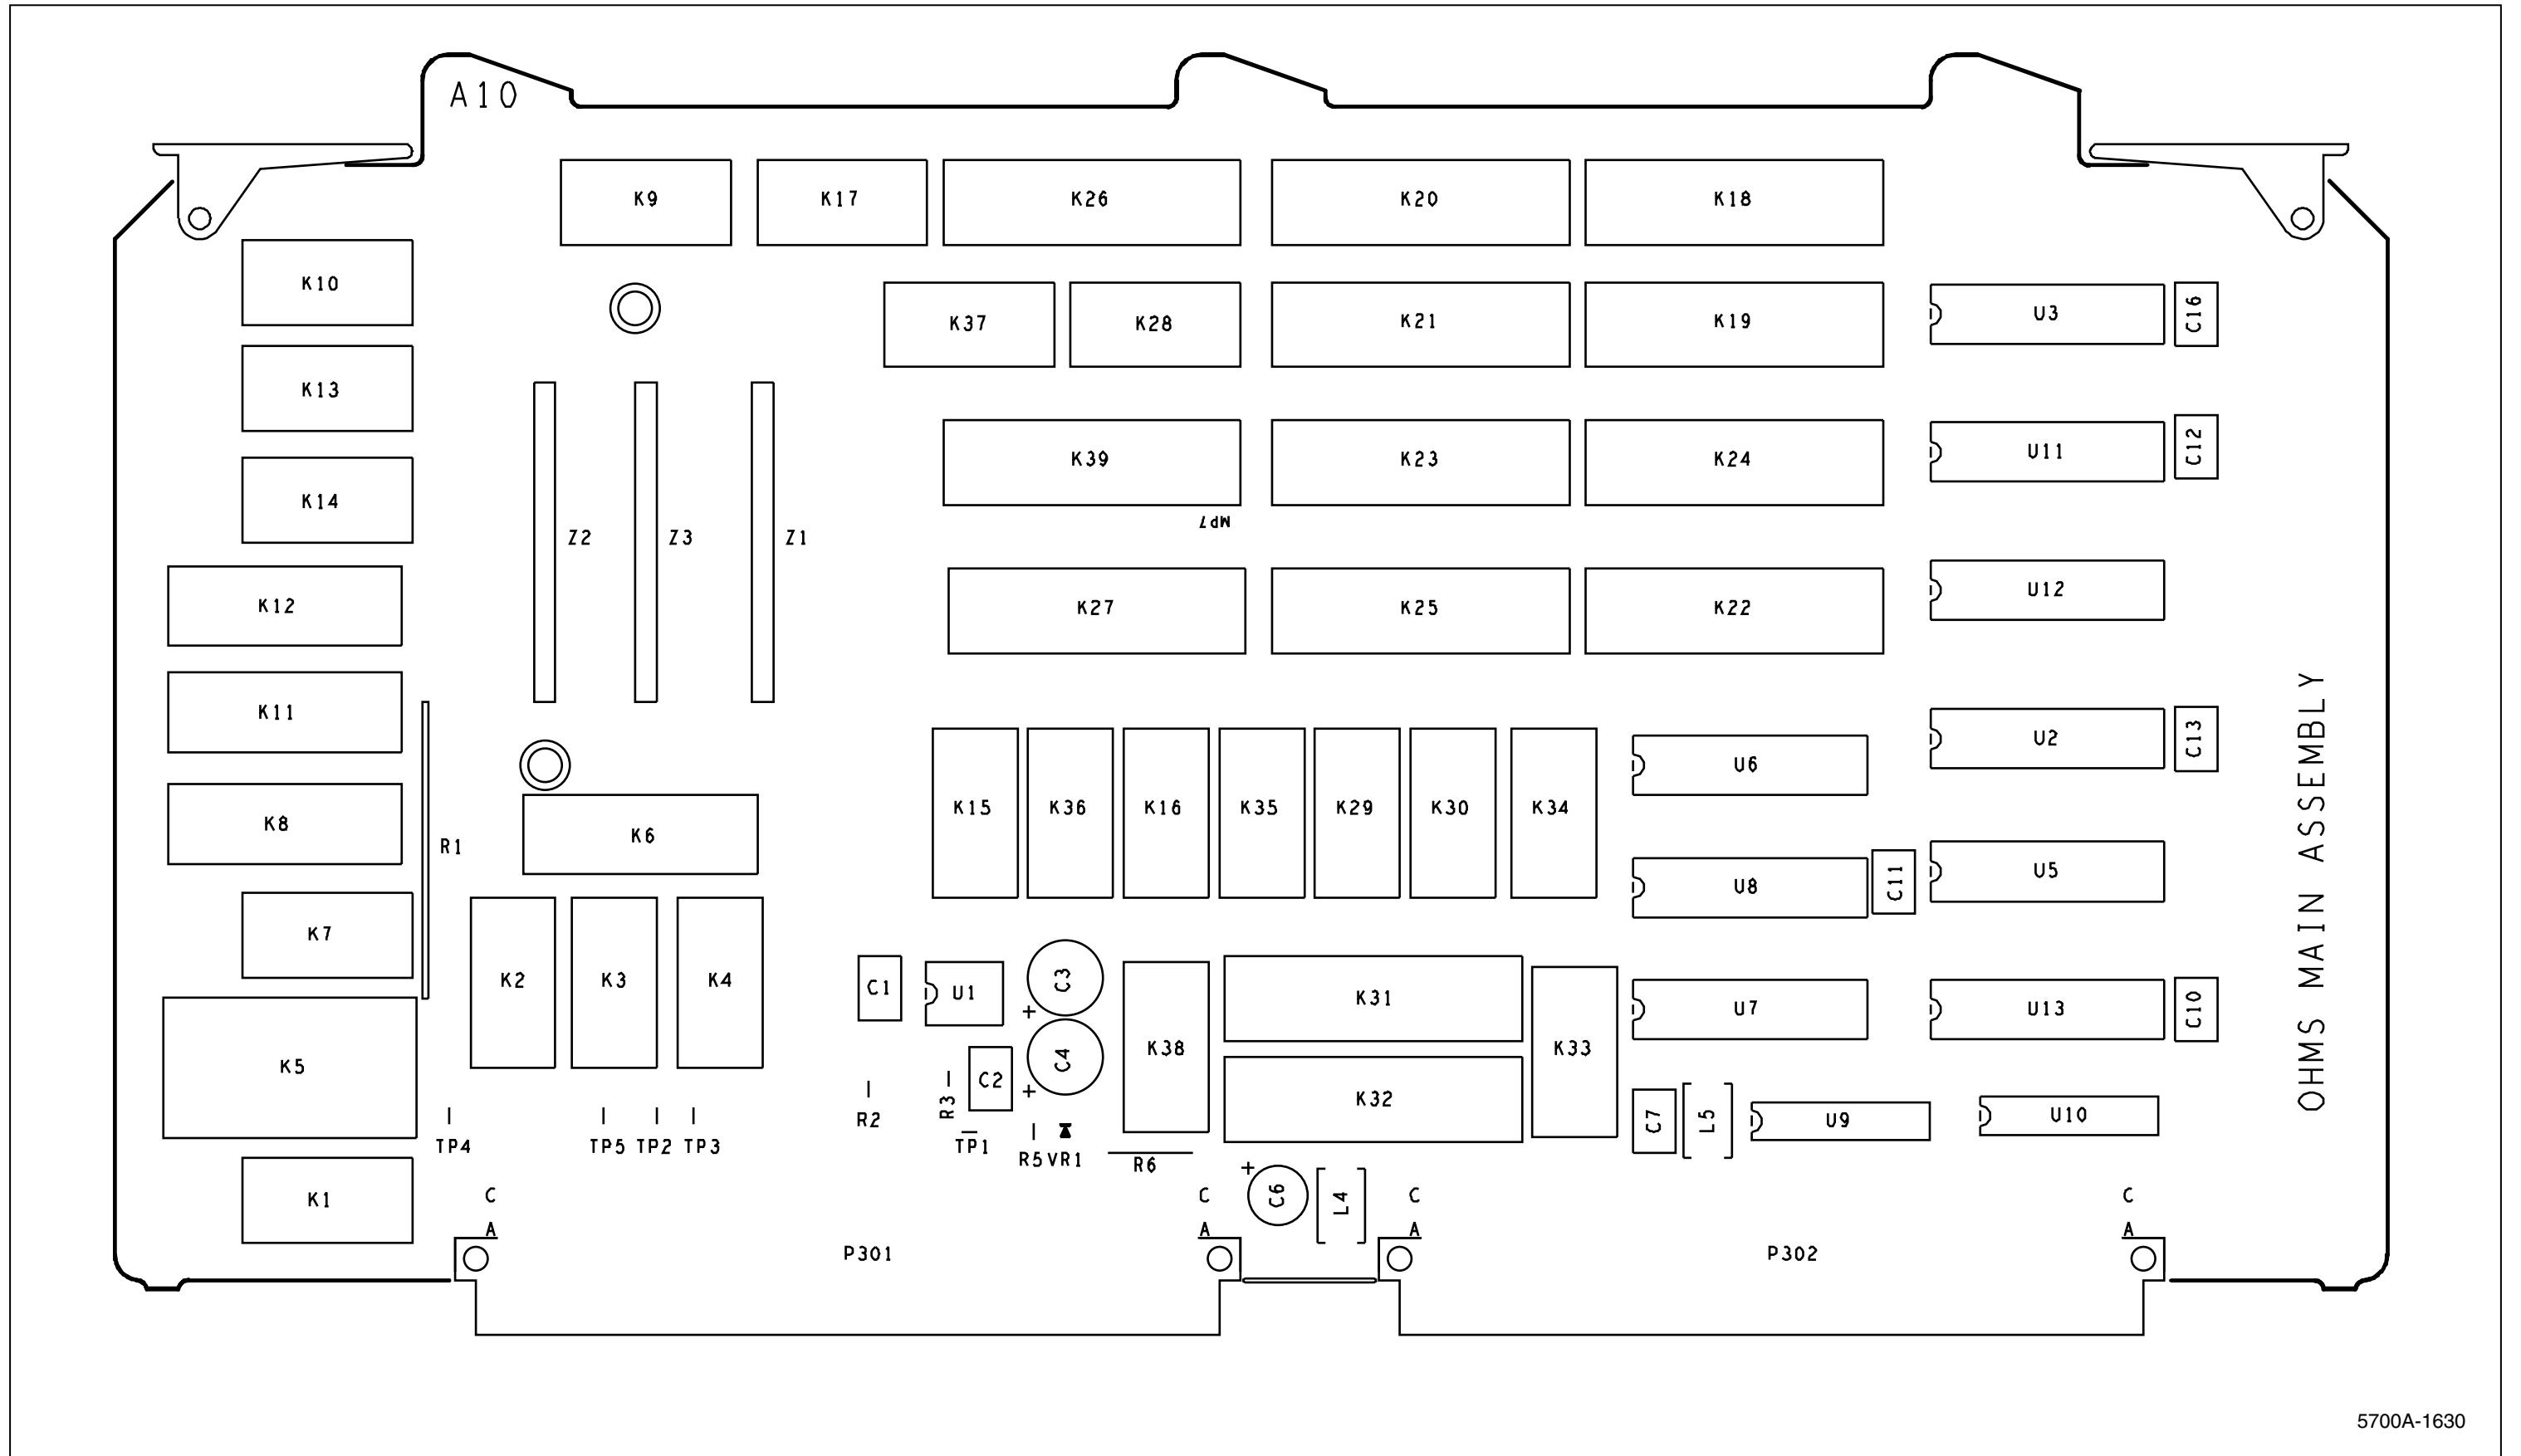 A10
K9 K17 K26 K20 K18
K10
K37 K28 K21 K19 U3 C16
K13
K39 K23 K24 U11 C12
K14
MP7
Z2 Z3 Z1
K12 K27 K25 K22 U12
K11
U2 C13
U6
K8 K6 K15 K36 K16 K35 K29 K30 K34
R1
U8 C11 U5
OHMS MAIN ASSEMBLY
K7
K2 K3 K4 C1 U1 C3 K31
+
U7 U13 C10
K5
K38 K33
C4
C2
+
R3 K32
R2
C7 L5 U9 U10
TP4 TP5 TP2 TP3 TP1 R5 VR1 R6
K1
C C C C
+
C6 L4
A A A A
P301 P302
5700A-1630